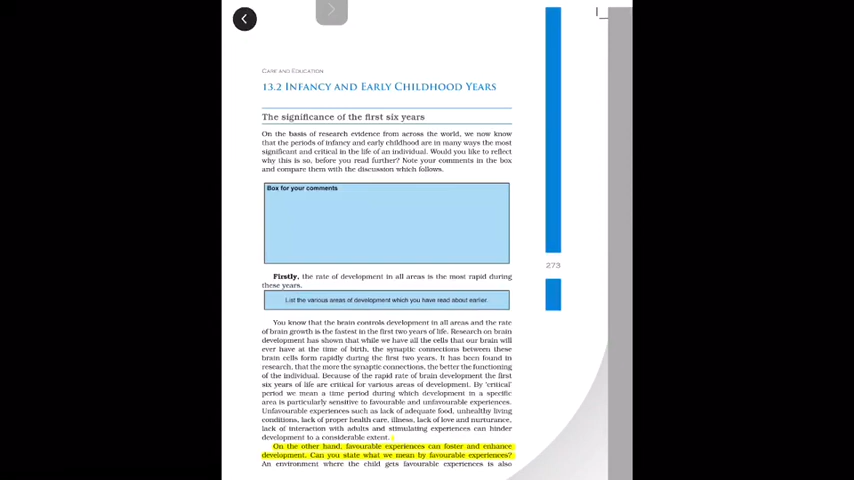 CARE AND EDUCATION
13.2 INFANCY AND EARLY CHILDHOOD YEARS
The significance of the first six years
On the basis of research evidence from across the world, we now know
that the periods of infancy and early childhood are in many ways the most
significant and critical in the life of an individual. Would you like to reflect
why this is so, before you read further? Note your comments in the box
and compare them with the discussion which follows.
Box for your comments
273
Firstly, the rate of development in all areas is the most rapid during
these years.
List the various areas of development which you have read about earlier.
You know that the brain controls development in all areas and the rate
of brain growth is the fastest in the first two years of life. Research on brain
development has shown that while we have all the cells that our brain will
ever have at the time of birth, the synaptic connections between these
brain cells form rapidly during the first two years. It has been found in
research, that the more the synaptic connections, the better the functioning
of the individual. Because of the rapid rate of brain development the first
six years of life are critical for various areas of development. By 'critical'
period we mean a time period during which development in a specific
area is particularly sensitive to favourable and unfavourable experiences.
Unfavourable experiences such as lack of adequate food, unhealthy living
conditions, lack of proper health care, illness, lack of love and nurturance,
lack of interaction with adults and stimulating experiences can hinder
development to a considerable extent.
On the other hand, favourable experiences can foster and enhance
development. Can you state what we mean by favourable experiences?
An environment where the child gets favourable experiences is also